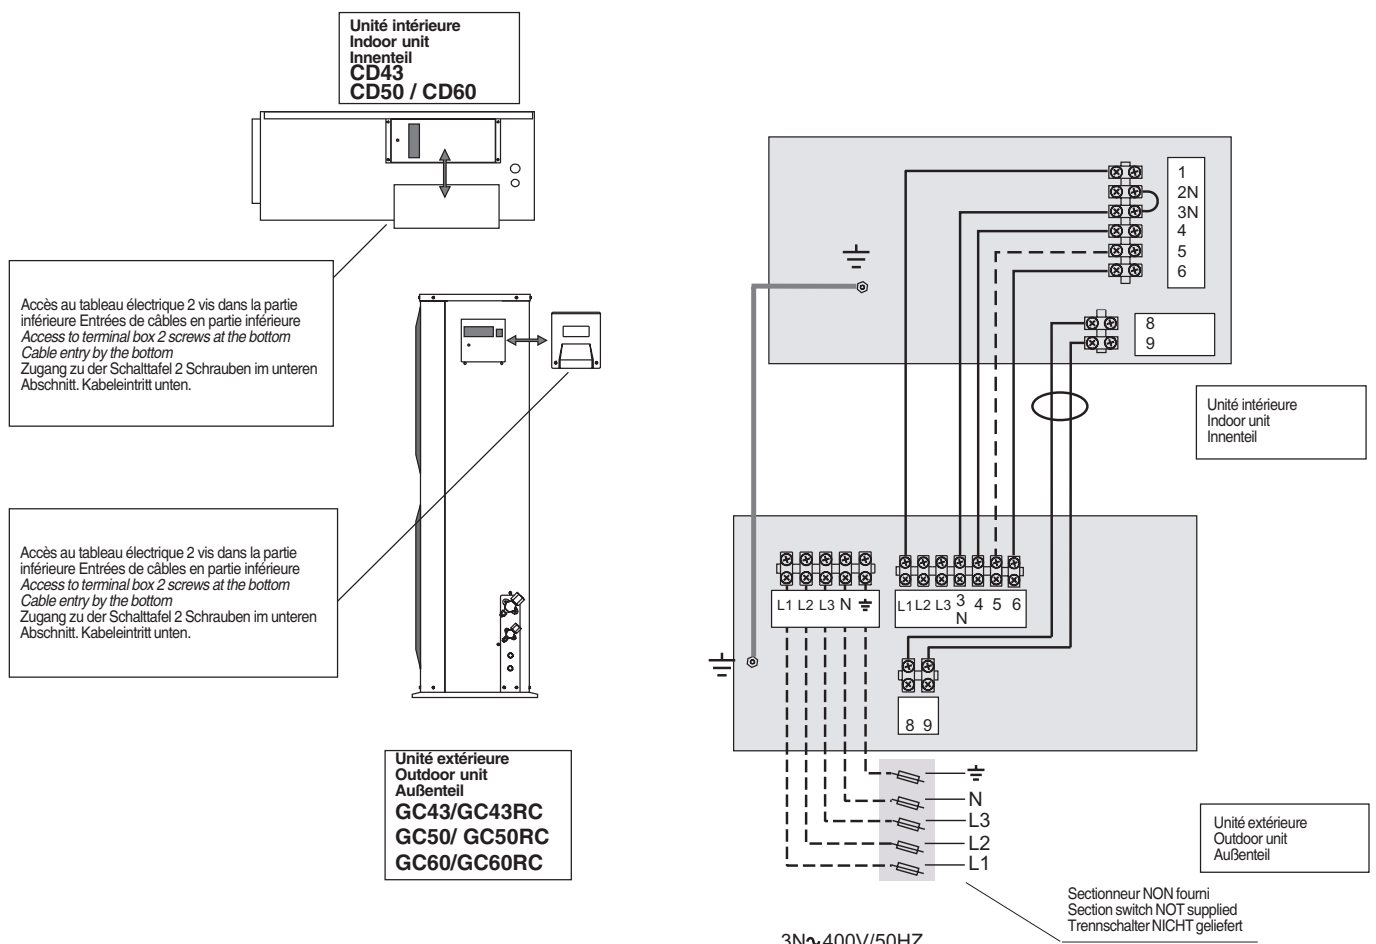 Unité intérieure
Indoor unit
Innenteil
CD43
CD50 / CD60
Accès au tableau électrique 2 vis dans la partie
inférieure Entrées de câbles en partie inférieure
Access to terminal box 2 screws at the bottom
Cable entry by the bottom
Zugang zu der Schalttafel 2 Schrauben im unteren
Abschnitt. Kabeleintritt unten.
Accès au tableau électrique 2 vis dans la partie
inférieure Entrées de câbles en partie inférieure
Access to terminal box 2 screws at the bottom
Cable entry by the bottom
Zugang zu der Schalttafel 2 Schrauben im unteren
Abschnitt. Kabeleintritt unten.
Unité extérieure
Outdoor unit
Außenteil
GC43/GC43RC
GC50/ GC50RC
GC60/GC60RC
1
2N
3N
4
5
6
8
9
Unité intérieure
Indoor unit
Innenteil
L1 L2 L3 N
L1 L2 L3 3 4 5 6
N
8 9
N
L3
L2
L1
Unité extérieure
Outdoor unit
Außenteil
Sectionneur NON fourni
Section switch NOT supplied
Trennschalter NICHT geliefert
3N~400V/50HZ